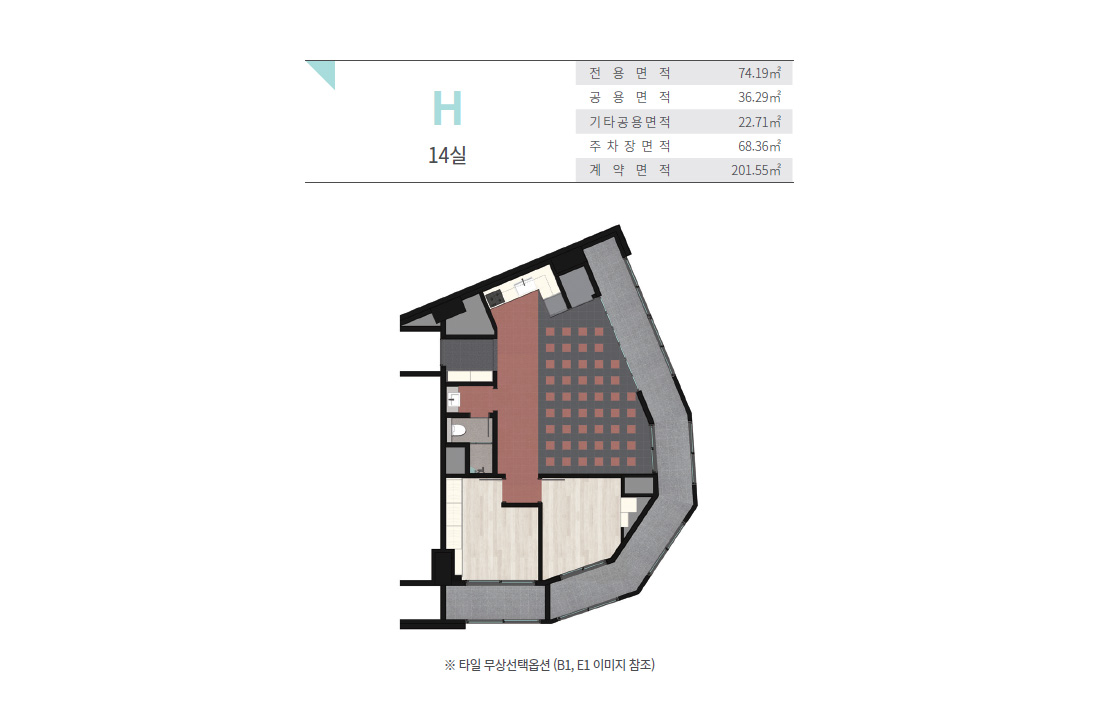 H
14실
전용면적 74.19㎡
공용면적 36.29㎡
기타공용면적 22.71㎡
주차장면적 68.36㎡
계약면적 201.55㎡
※ 타일 무상선택옵션 (B1, E1 이미지 참조)